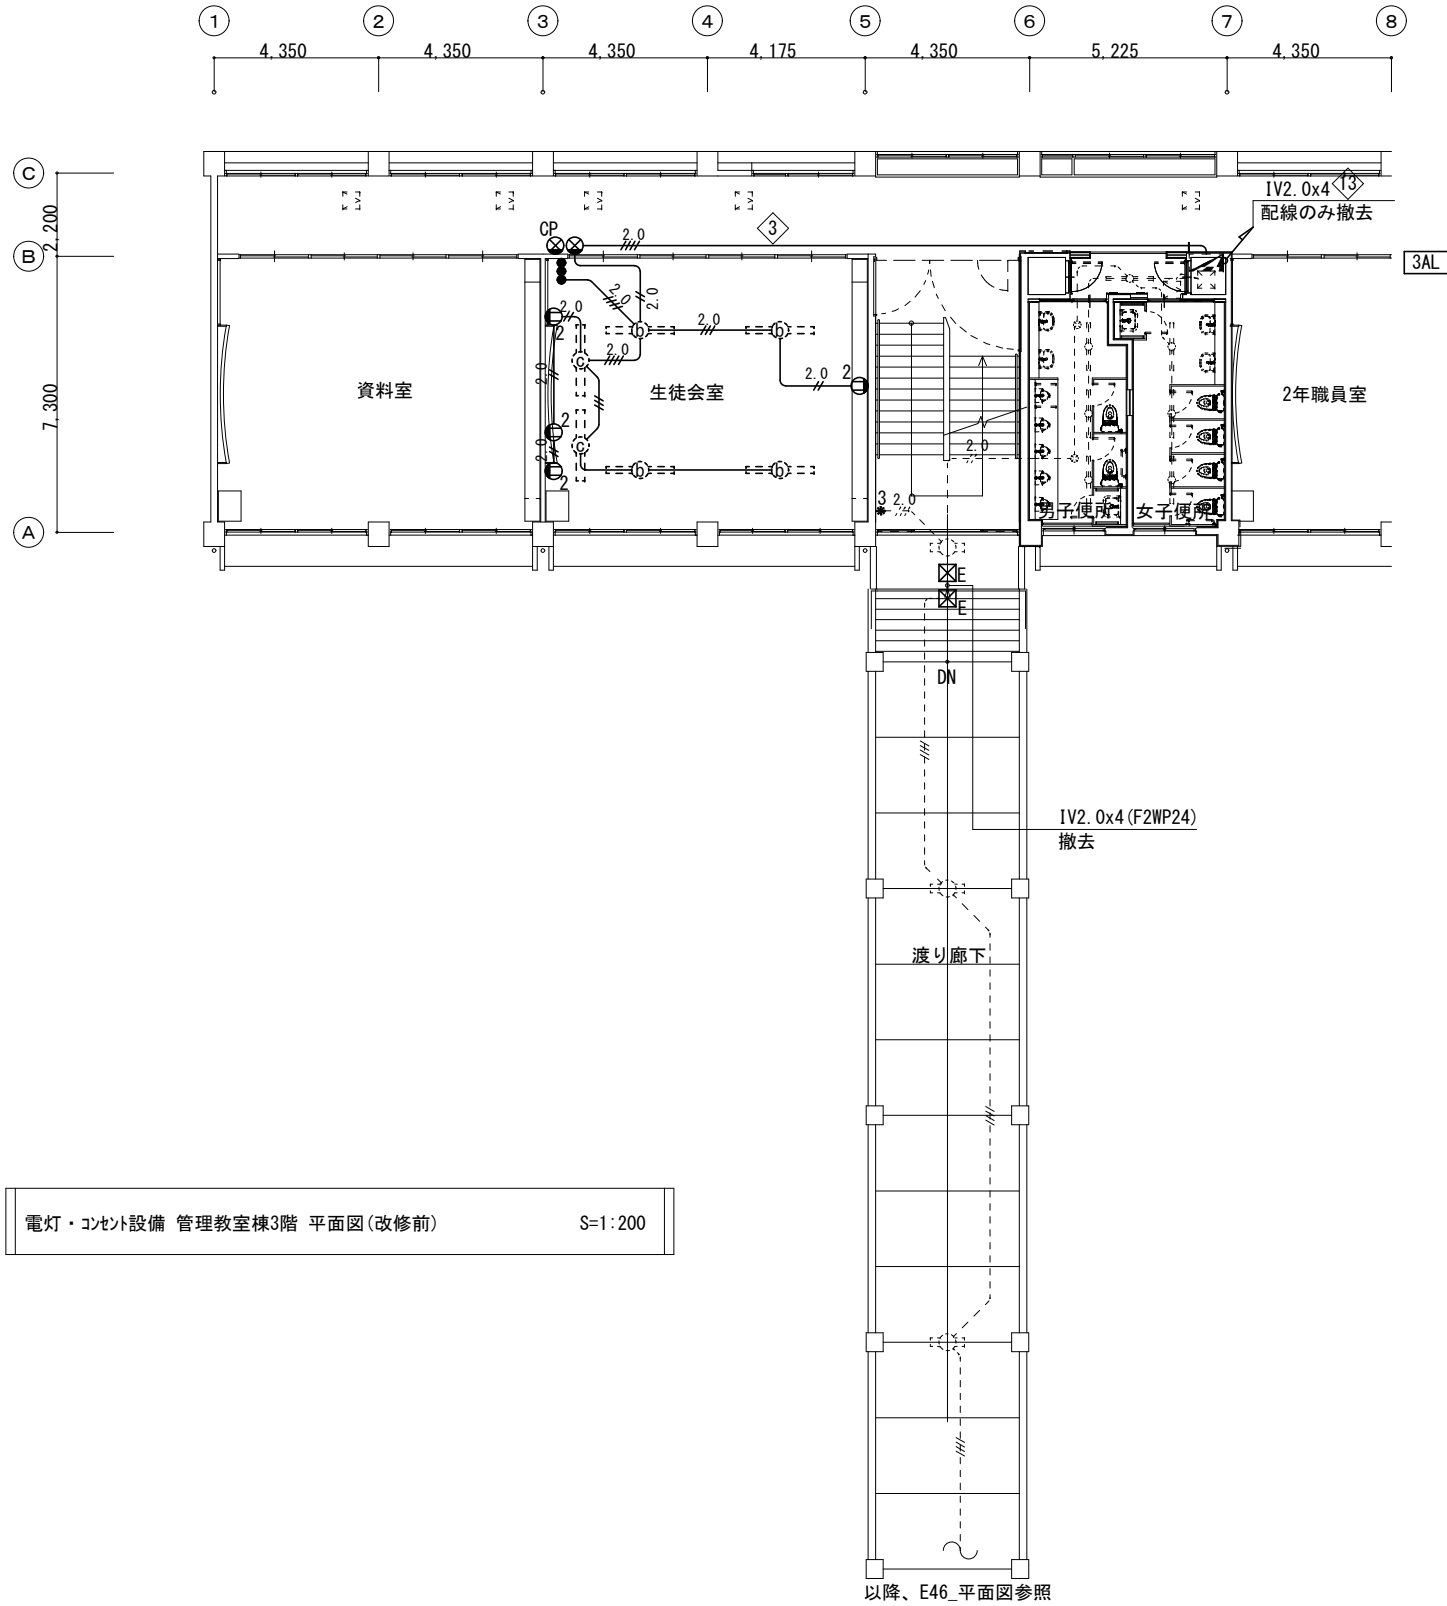 1 2 3 4 5 6 7 8
4,350 4,350 4,350 4,175 4,350 5,225 4,350
C
2,200
B
7,300
A
IV2.0x4 13
配線のみ撤去
3AL
CP
2.0
3
2.0
2.0
2.0
2
b
2.0
b
c
2.0
2.0
2.0
2
資料室
生徒会室
2年職員室
2
2.0
c
2.0
2
b
b
2.0
3 2.0
男子便所
女子便所
E
E
DN
IV2.0x4(F2WP24)
撤去
渡り廊下
電灯・コンセント設備 管理教室棟3階 平面図(改修前) S=1:200
以降、E46_平面図参照